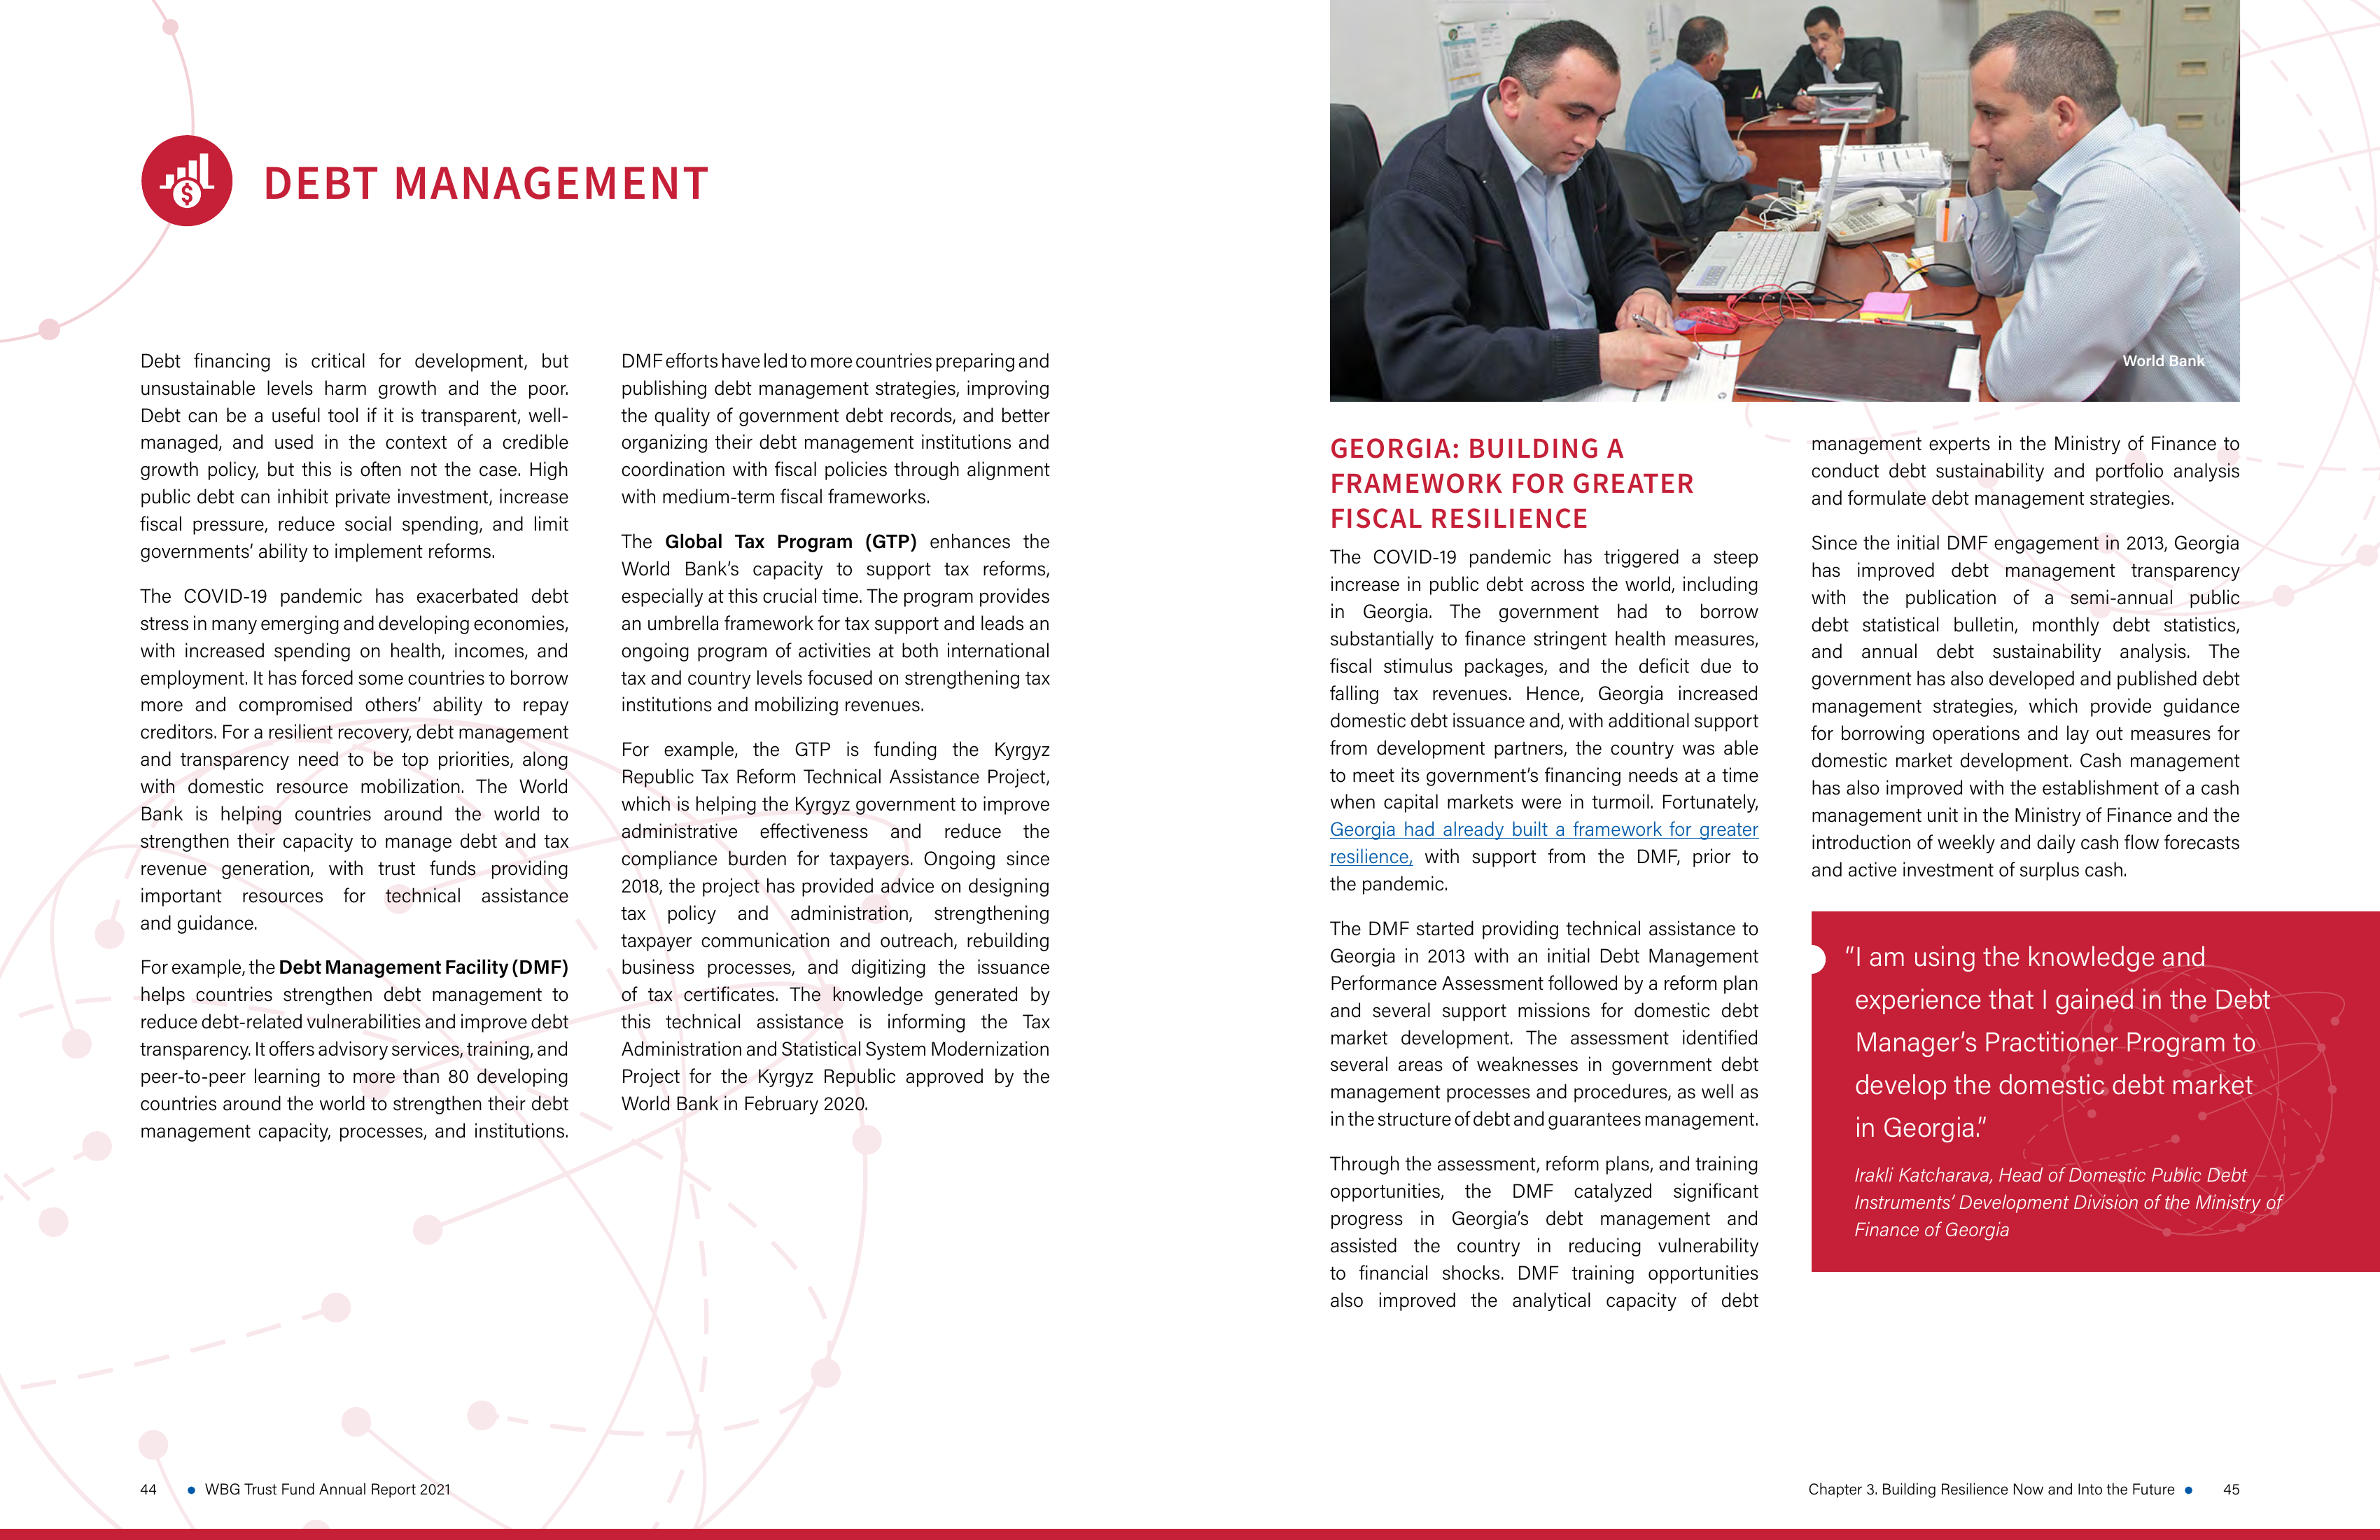 DEBT MANAGEMENT
Debt financing is critical for development, but
unsustainable levels harm growth and the poor.
Debt can be a useful tool if it is transparent, well-
managed, and used in the context of a credible
growth policy, but this is often not the case. High
public debt can inhibit private investment, increase
fiscal pressure, reduce social spending, and limit
governments’ ability to implement reforms.
The COVID-19 pandemic has exacerbated debt
stress in many emerging and developing economies,
with increased spending on health, incomes, and
employment. It has forced some countries to borrow
more and compromised others’ ability to repay
creditors. For a resilient recovery, debt management
and transparency need to be top priorities, along
with domestic resource mobilization. The World
Bank is helping countries around the world to
strengthen their capacity to manage debt and tax
revenue generation, with trust funds providing
important resources for technical assistance
and guidance.
For example, the Debt Management Facility (DMF)
helps countries strengthen debt management to
reduce debt-related vulnerabilities and improve debt
transparency. It offers advisory services, training, and
peer-to-peer learning to more than 80 developing
countries around the world to strengthen their debt
management capacity, processes, and institutions.
DMF efforts have led to more countries preparing and
publishing debt management strategies, improving
the quality of government debt records, and better
organizing their debt management institutions and
coordination with fiscal policies through alignment
with medium-term fiscal frameworks.
The Global Tax Program (GTP) enhances the
World Bank’s capacity to support tax reforms,
especially at this crucial time. The program provides
an umbrella framework for tax support and leads an
ongoing program of activities at both international
tax and country levels focused on strengthening tax
institutions and mobilizing revenues.
For example, the GTP is funding the Kyrgyz
Republic Tax Reform Technical Assistance Project,
which is helping the Kyrgyz government to improve
administrative effectiveness and reduce the
compliance burden for taxpayers. Ongoing since
2018, the project has provided advice on designing
tax policy and administration, strengthening
taxpayer communication and outreach, rebuilding
business processes, and digitizing the issuance
of tax certificates. The knowledge generated by
this technical assistance is informing the Tax
Administration and Statistical System Modernization
Project for the Kyrgyz Republic approved by the
World Bank in February 2020.
44 • WBG Trust Fund Annual Report 2021
World Bank
GEORGIA: BUILDING A
FRAMEWORK FOR GREATER
FISCAL RESILIENCE
The COVID-19 pandemic has triggered a steep
increase in public debt across the world, including
in Georgia. The government had to borrow
substantially to finance stringent health measures,
fiscal stimulus packages, and the deficit due to
falling tax revenues. Hence, Georgia increased
domestic debt issuance and, with additional support
from development partners, the country was able
to meet its government’s financing needs at a time
when capital markets were in turmoil. Fortunately,
Georgia had already built a framework for greater
resilience, with support from the DMF, prior to
the pandemic.
The DMF started providing technical assistance to
Georgia in 2013 with an initial Debt Management
Performance Assessment followed by a reform plan
and several support missions for domestic debt
market development. The assessment identified
several areas of weaknesses in government debt
management processes and procedures, as well as
in the structure of debt and guarantees management.
Through the assessment, reform plans, and training
opportunities, the DMF catalyzed significant
progress in Georgia’s debt management and
assisted the country in reducing vulnerability
to financial shocks. DMF training opportunities
also improved the analytical capacity of debt
management experts in the Ministry of Finance to
conduct debt sustainability and portfolio analysis
and formulate debt management strategies.
Since the initial DMF engagement in 2013, Georgia
has improved debt management transparency
with the publication of a semi-annual public
debt statistical bulletin, monthly debt statistics,
and annual debt sustainability analysis. The
government has also developed and published debt
management strategies, which provide guidance
for borrowing operations and lay out measures for
domestic market development. Cash management
has also improved with the establishment of a cash
management unit in the Ministry of Finance and the
introduction of weekly and daily cash flow forecasts
and active investment of surplus cash.
“I am using the knowledge and
experience that I gained in the Debt
Manager’s Practitioner Program to
develop the domestic debt market
in Georgia.”
Irakli Katcharava, Head of Domestic Public Debt
Instruments’ Development Division of the Ministry of
Finance of Georgia
Chapter 3. Building Resilience Now and Into the Future • 45